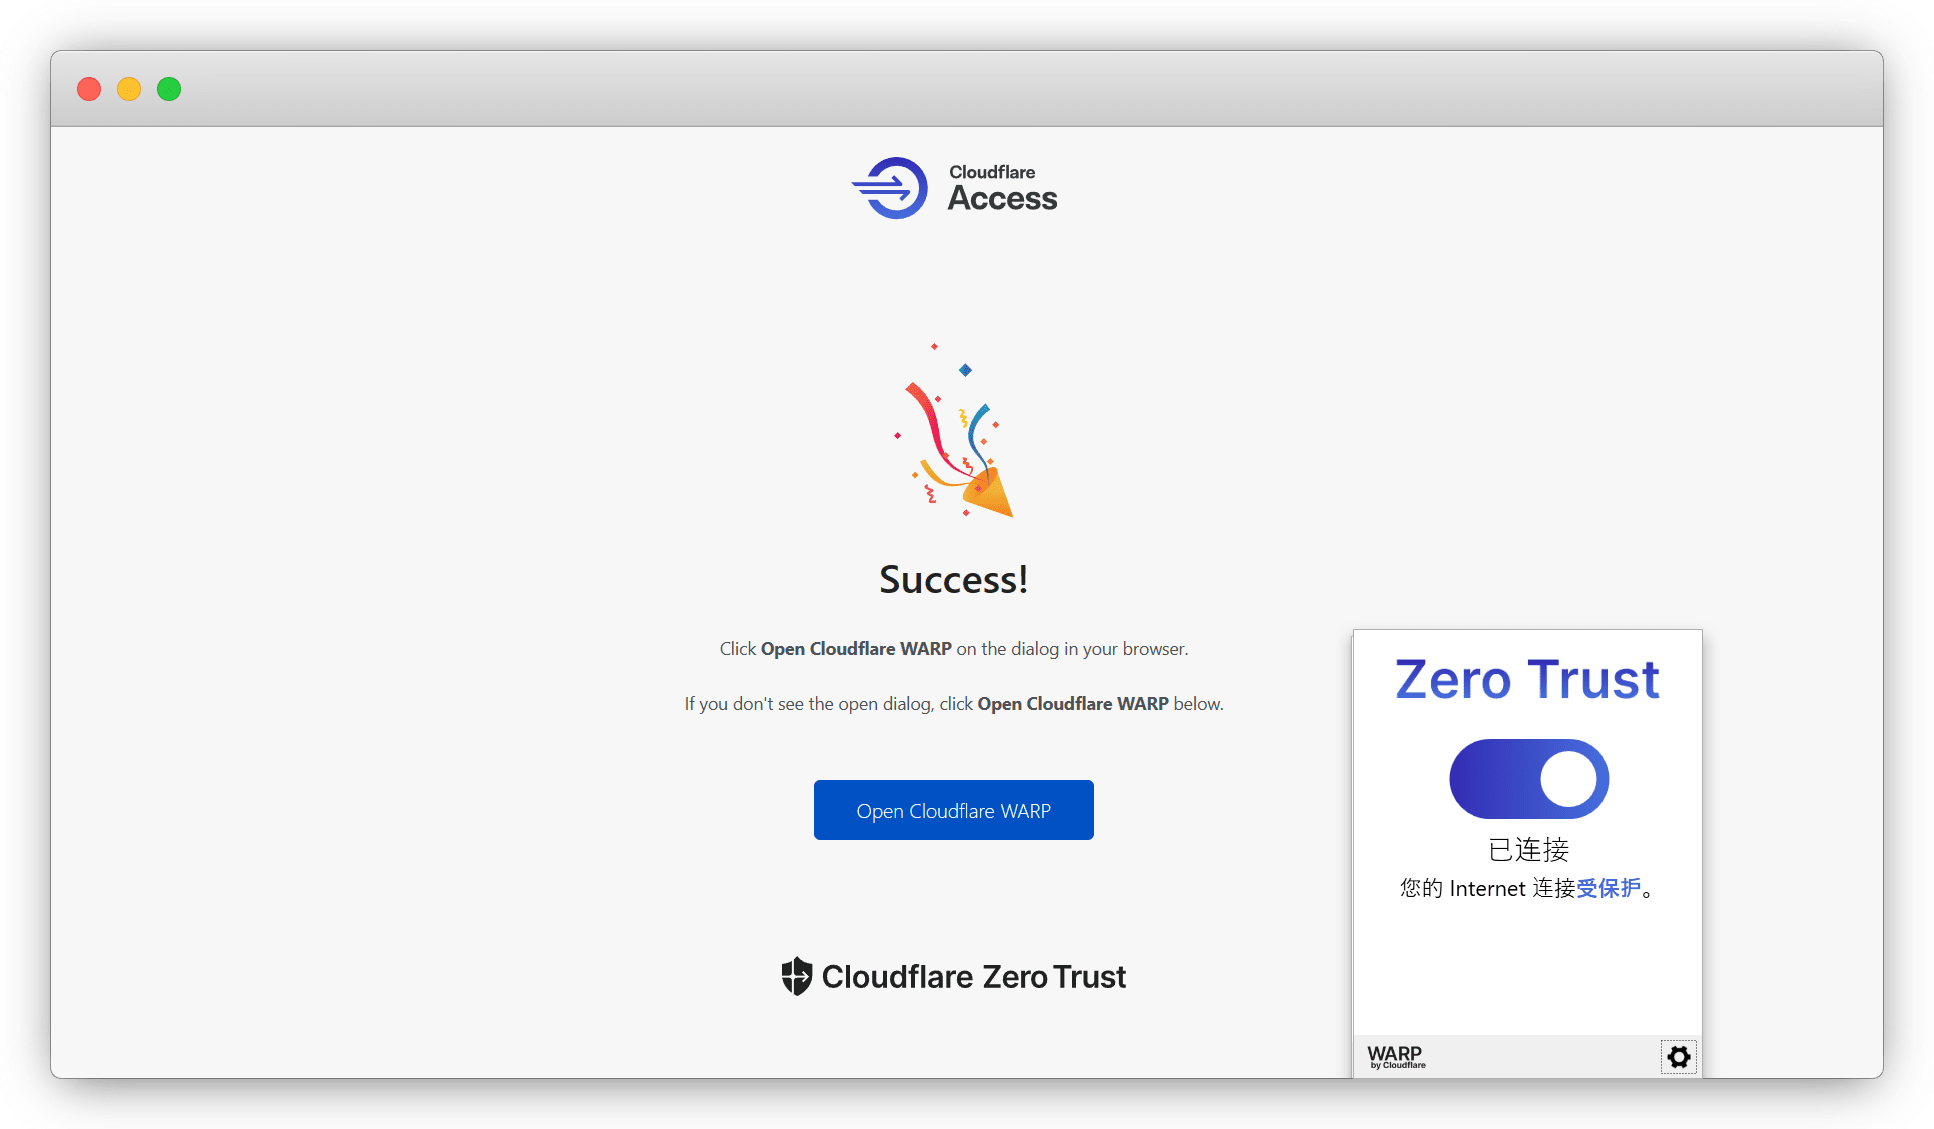 Cloudflare
Access
Success!
Click Open Cloudflare WARP on the dialog in your browser.
If you don't see the open dialog, click Open Cloudflare WARP below.
Open Cloudflare WARP
Cloudflare Zero Trust
Zero Trust
已连接
您的 Internet 连接受保护。
WARP
by Cloudflare